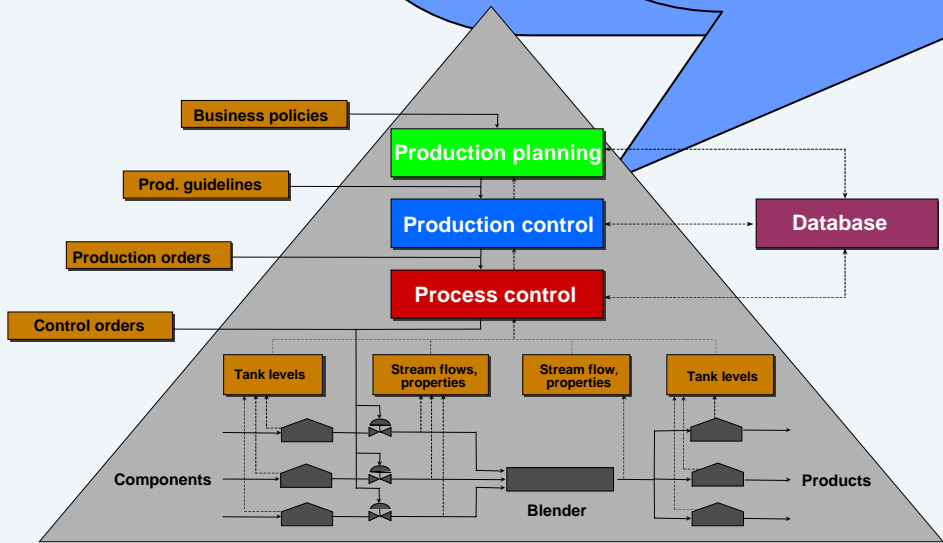 Business policies
Production planning
Prod. guidelines
Production control
Database
Production orders
Process control
Control orders
Tank levels
Stream flows,
properties
Stream flow,
properties
Tank levels
Components
Products
Blender